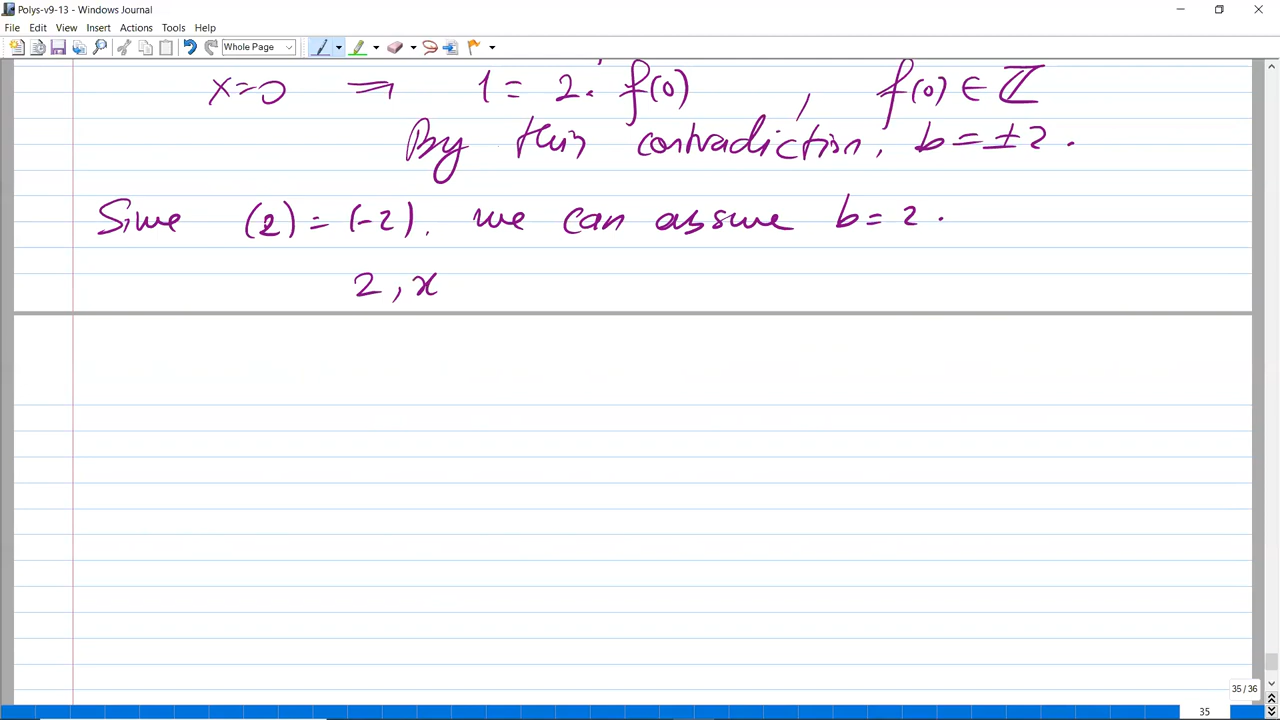 Polys-v9-13 - Windows Journal
File Edit View Insert Actions Tools Help
Whole Page
x=0 ⇒ 1 = 2. f(0) , f(0) ∈ ℤ
By this contradiction, b = ±2 .
Sinve (2) = (-2). we can assume b = 2 .
2, x
35 / 36
35